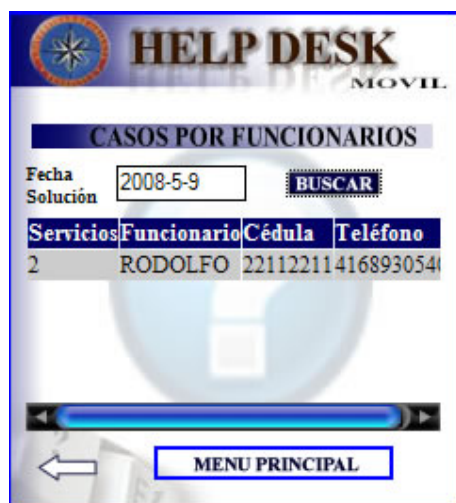 HELP DESK
MOVIL
CASOS POR FUNCIONARIOS
Fecha
Solución
2008-5-9
BUSCAR
Servicios Funcionario Cédula Teléfono
2 RODOLFO 22112211 4168930540
MENU PRINCIPAL